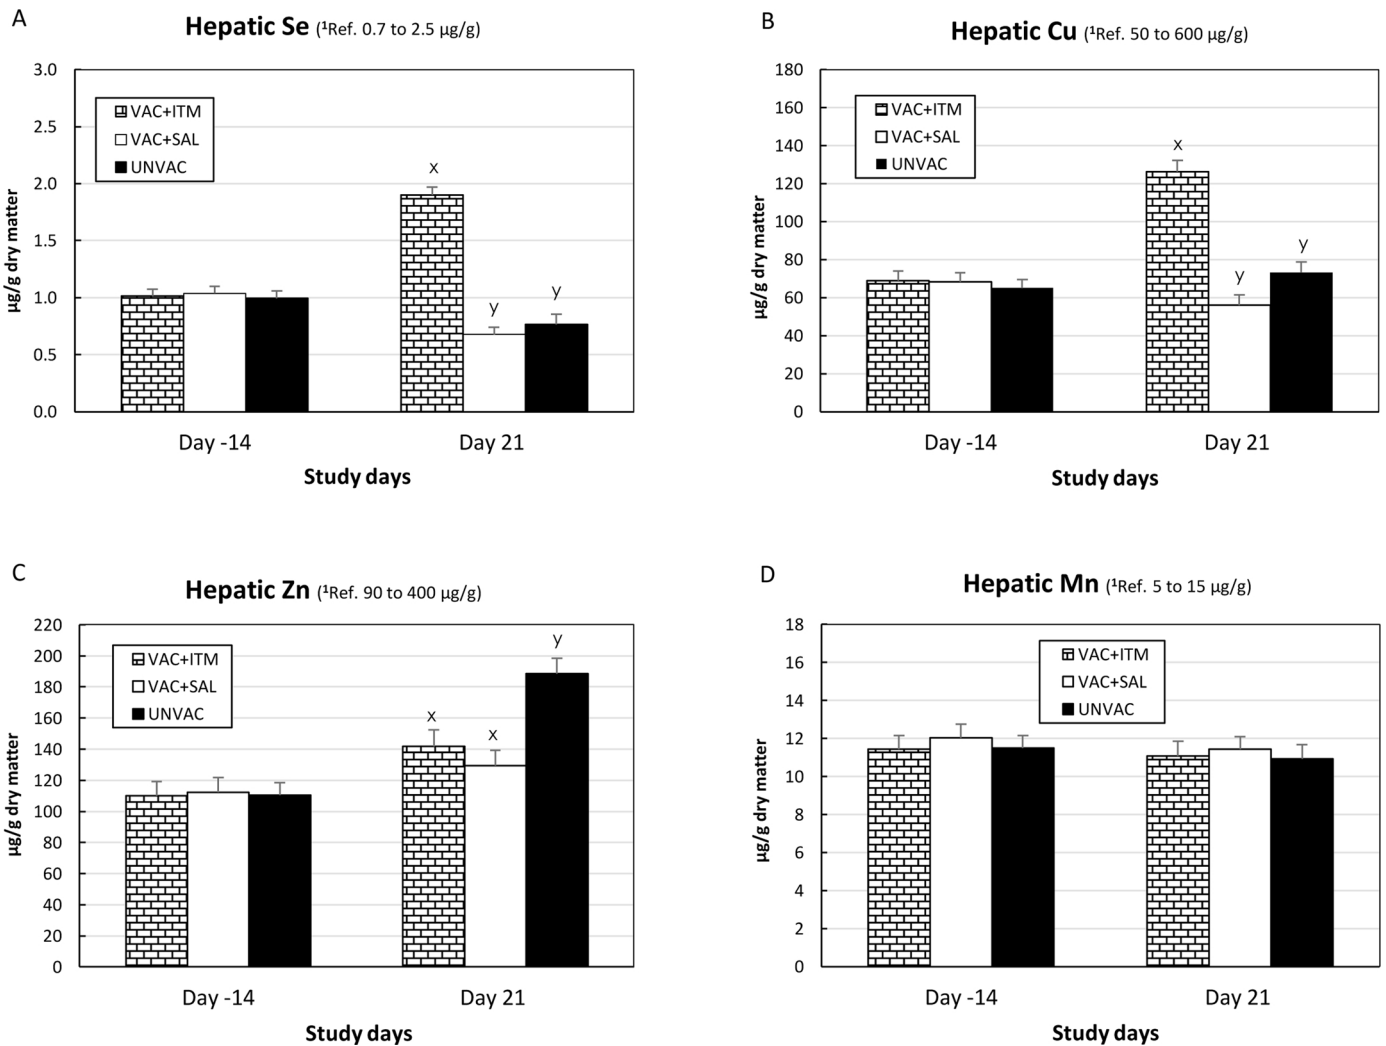 A
Hepatic Se (¹Ref. 0.7 to 2.5 µg/g)
3.0
2.5
2.0
1.5
1.0
0.5
0.0
µg/g dry matter
VAC+ITM
VAC+SAL
UNVAC
x
y
y
Day -14
Day 21
Study days
B
Hepatic Cu (¹Ref. 50 to 600 µg/g)
180
160
140
120
100
80
60
40
20
0
µg/g dry matter
VAC+ITM
VAC+SAL
UNVAC
x
y
y
Day -14
Day 21
Study days
C
Hepatic Zn (¹Ref. 90 to 400 µg/g)
220
200
180
160
140
120
100
80
60
40
20
0
µg/g dry matter
VAC+ITM
VAC+SAL
UNVAC
x
x
y
Day -14
Day 21
Study days
D
Hepatic Mn (¹Ref. 5 to 15 µg/g)
18
16
14
12
10
8
6
4
2
0
µg/g dry matter
VAC+ITM
VAC+SAL
UNVAC
Day -14
Day 21
Study days